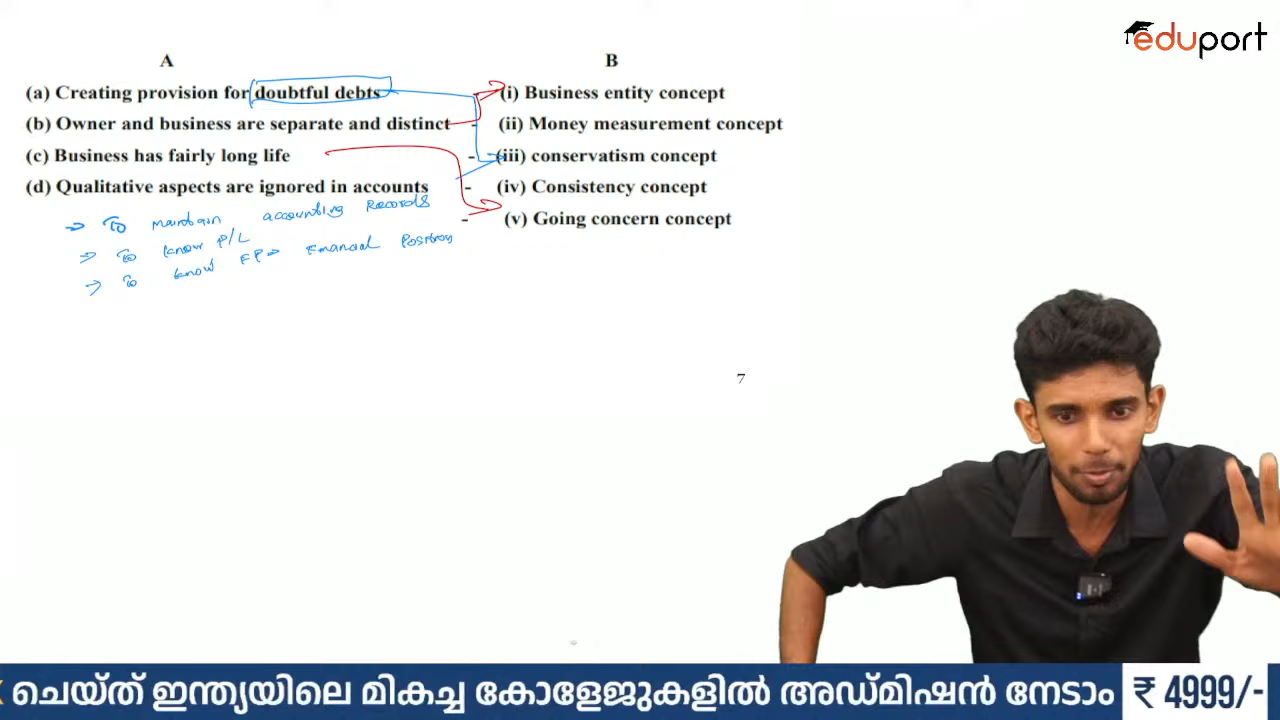 eduport
A
B
(a) Creating provision for doubtful debts - (i) Business entity concept
(b) Owner and business are separate and distinct - (ii) Money measurement concept
(c) Business has fairly long life - (iii) conservatism concept
(d) Qualitative aspects are ignored in accounts - (iv) Consistency concept
- (v) Going concern concept
→ To maintain accounting Records
→ To know P/L
→ To know FP → Financial Position
7
ചെയ്ത് ഇന്ത്യയിലെ മികച്ച കോളേജുകളിൽ അഡ്മിഷൻ നേടാം ₹ 4999/-